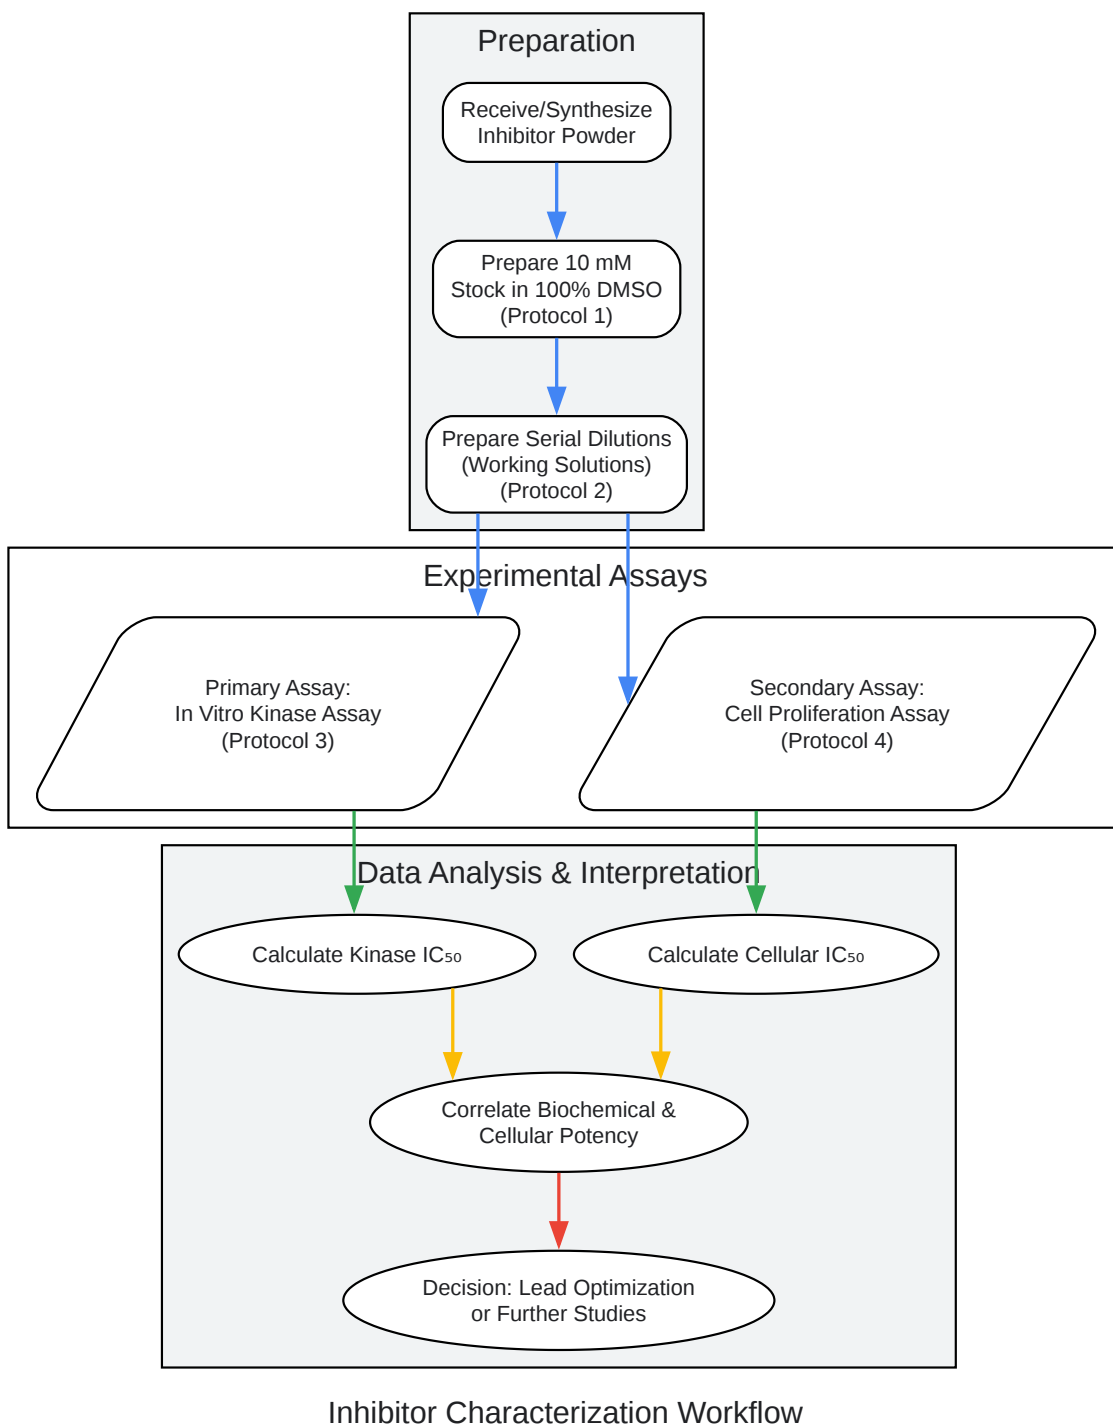 Preparation
Receive/Synthesize
Inhibitor Powder
Prepare 10 mM
Stock in 100% DMSO
(Protocol 1)
Prepare Serial Dilutions
(Working Solutions)
(Protocol 2)
Experimental Assays
Primary Assay:
In Vitro Kinase Assay
(Protocol 3)
Secondary Assay:
Cell Proliferation Assay
(Protocol 4)
Data Analysis & Interpretation
Calculate Kinase IC₅₀
Calculate Cellular IC₅₀
Correlate Biochemical &
Cellular Potency
Decision: Lead Optimization
or Further Studies
Inhibitor Characterization Workflow